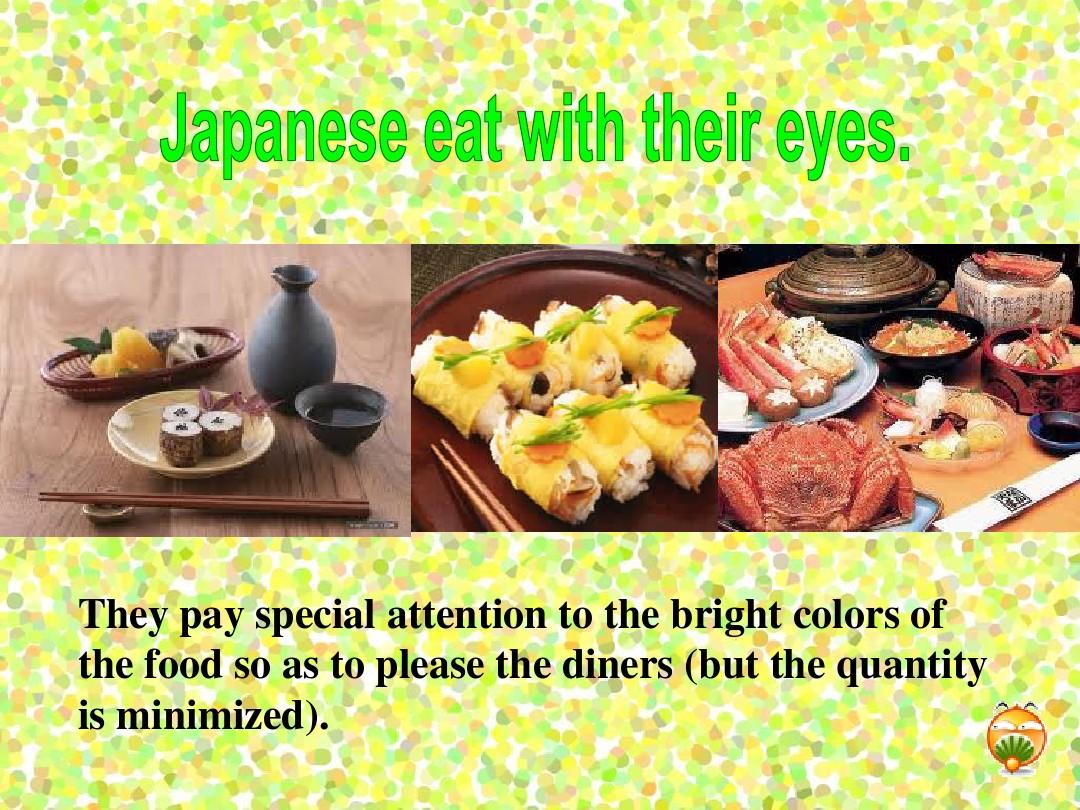 Japanese eat with their eyes.
They pay special attention to the bright colors of
the food so as to please the diners (but the quantity
is minimized).